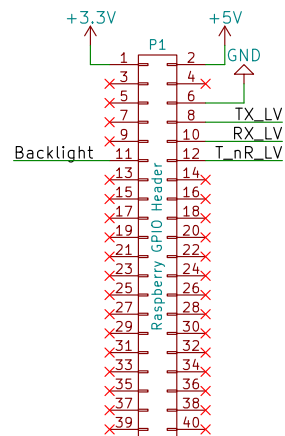 +3.3V +5V
P1 GND
1 2
3 4
5 6
7 8 TX_LV
9 10 RX_LV
Backlight 11 12 T_nR_LV
13 14
15 16
17 18
19 20
21 22
23 24
25 26
27 28
29 30
31 32
33 34
35 36
37 38
39 40
Raspberry GPIO Header